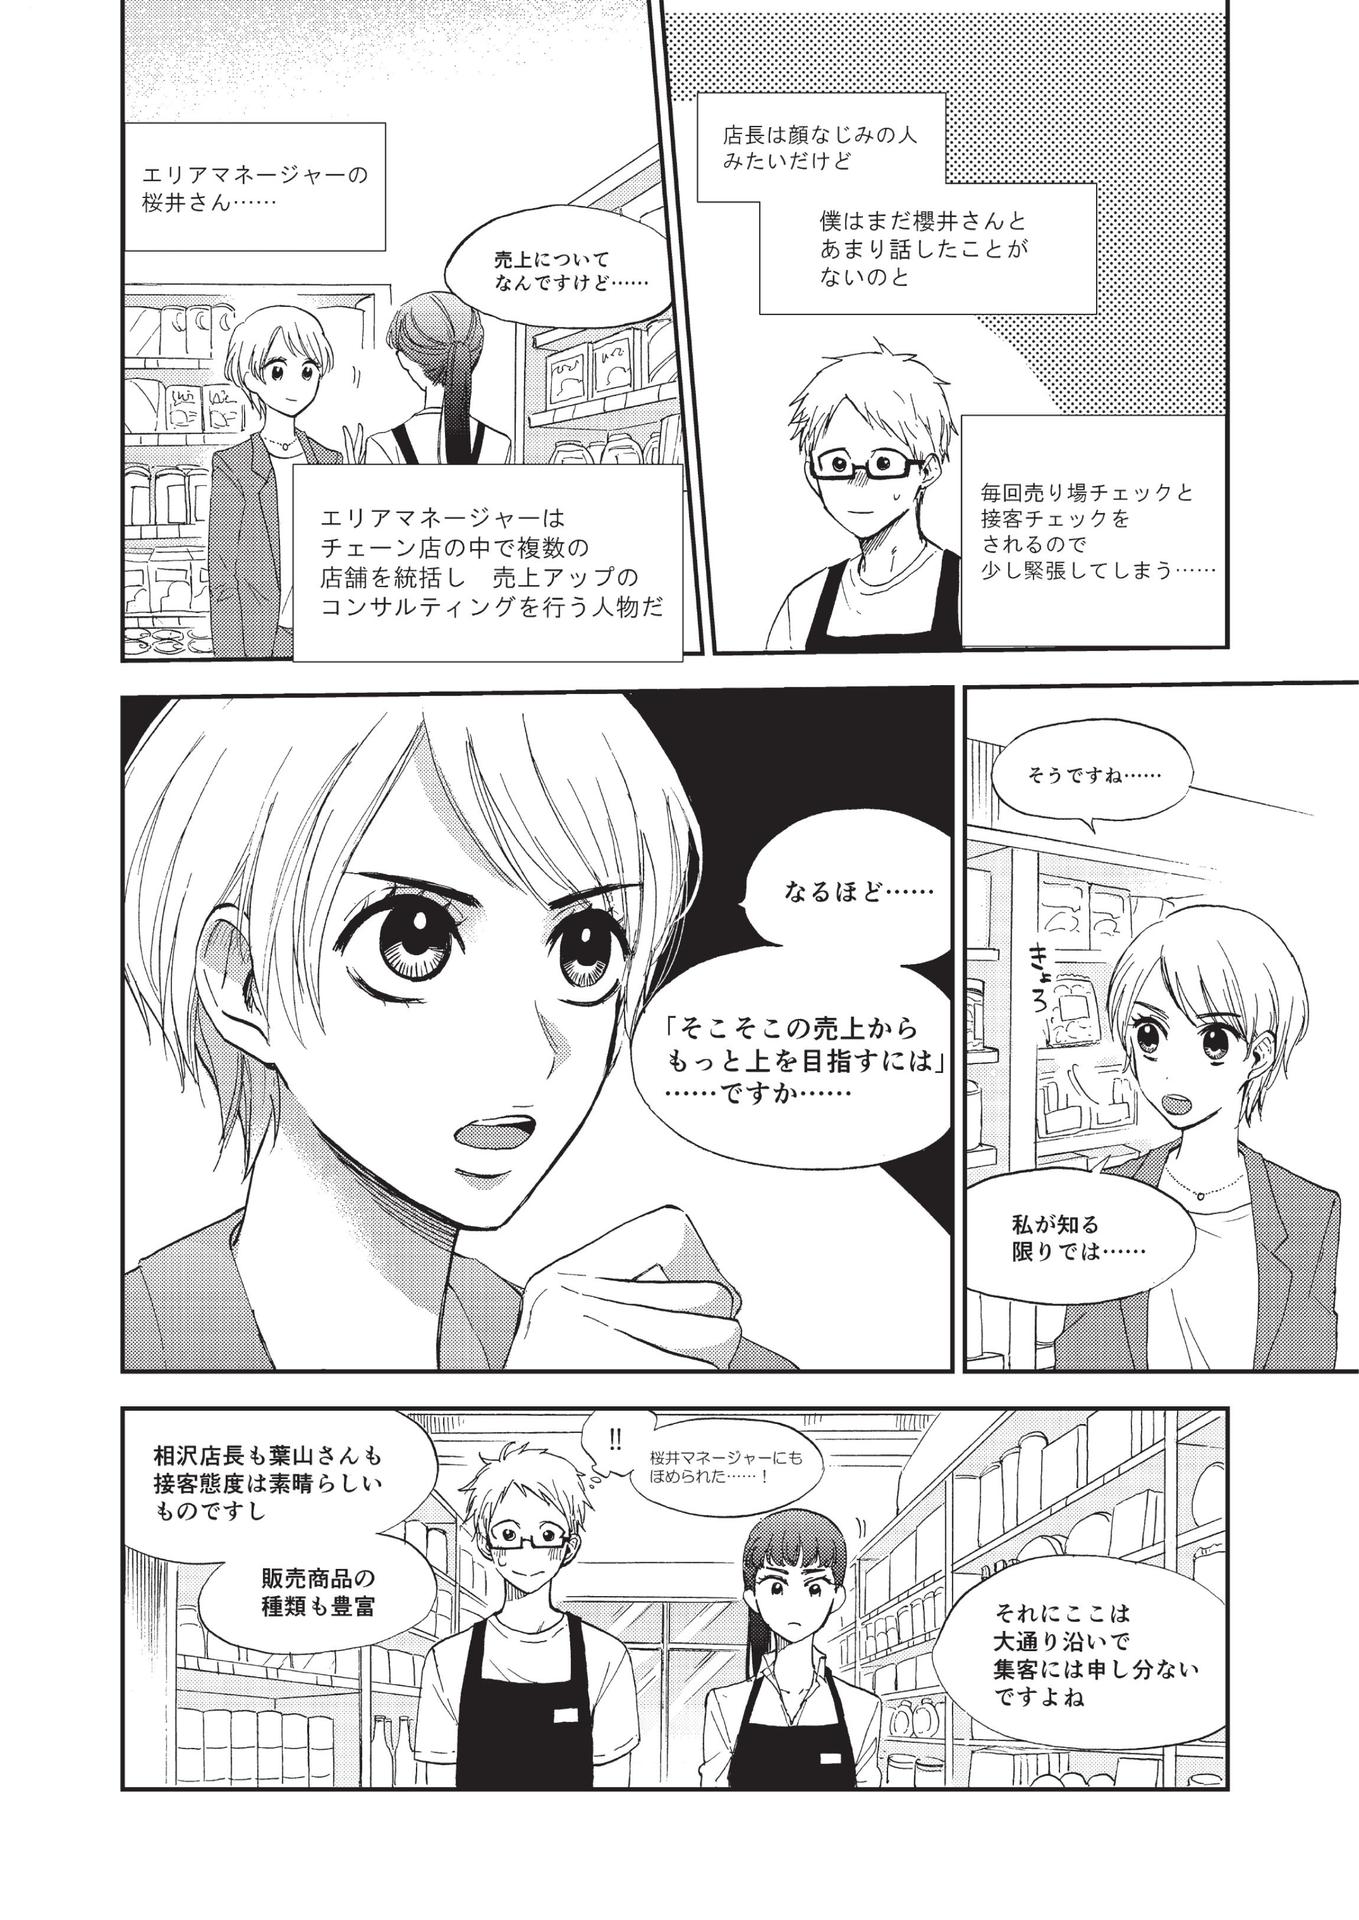 エリアマネージャーの
桜井さん……
売上について
なんですけど……
エリアマネージャーは
チェーン店の中で複数の
店舗を統括し　売上アップの
コンサルティングを行う人物だ
店長は顔なじみの人
みたいだけど
僕はまだ櫻井さんと
あまり話したことが
ないのと
毎回売り場チェックと
接客チェックを
されるので
少し緊張してしまう……
なるほど……
「そこそこの売上から
もっと上を目指すには」
……ですか……
そうですね……
きょろ
私が知る
限りでは……
相沢店長も葉山さんも
接客態度は素晴らしい
ものですし
販売商品の
種類も豊富
!!
桜井マネージャーにも
ほめられた……！
それにここは
大通り沿いで
集客には申し分ない
ですよね